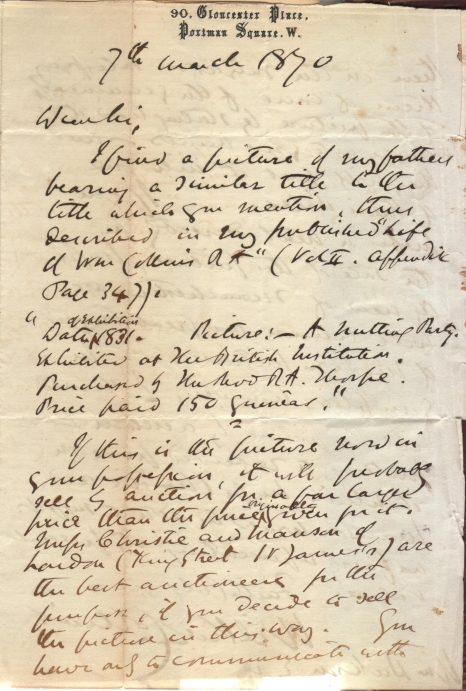 90, Gloucester Place,
Portman Square. W.
7th March 1870
Dear Sir,
I find a picture of my father's
bearing a similar title to the
title which you mention, thus
described in my published "Life
of Wm Collins R A" (Vol II. Appendix
Page 347):
of Exhibition
"Date 1831. Picture:— A Nutting Party.
Exhibited at The British Institution.
Purchased by The Revd R.A. Thorpe.
Price paid 150 guineas."
If this is the picture now in
your possession, it will probably
sell by auction for a far larger
originally
price than the price given for it.
Messrs Christie and Manson of
London (King Street St James's) are
the best auctioneers for the
purpose, if you decide to sell
the picture in this way. You
have only to communicate with